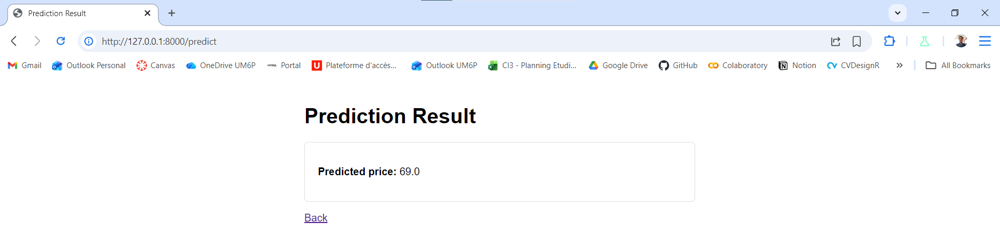 Prediction Result
http://127.0.0.1:8000/predict
Gmail Outlook Personal Canvas OneDrive UM6P UCOPIA Portal U Plateforme d'accès... Outlook UM6P CI3 - Planning Etudi... Google Drive GitHub Colaboratory Notion CVDesignR All Bookmarks
Prediction Result
Predicted price: 69.0
Back